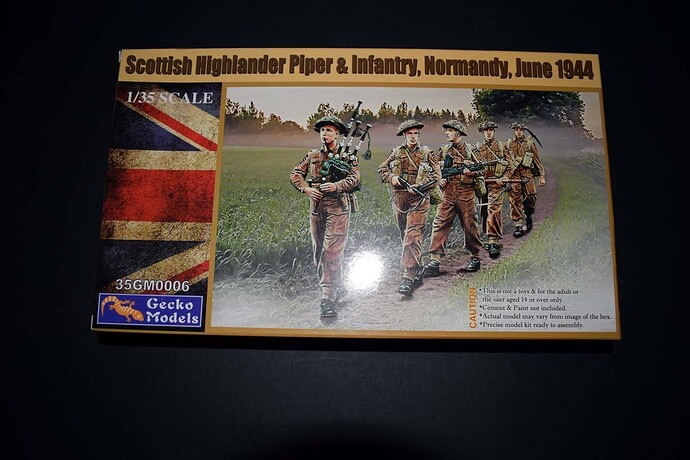 Scottish Highlander Piper & Infantry, Normandy, June 1944
1/35 SCALE
35GM0006
Gecko
Models
CAUTION
*This is not a toys & for the adult or
the user aged 14 or over only.
*Cement & Paint not included.
*Actual model may vary from image of the box.
*Precise model kit ready to assembly.